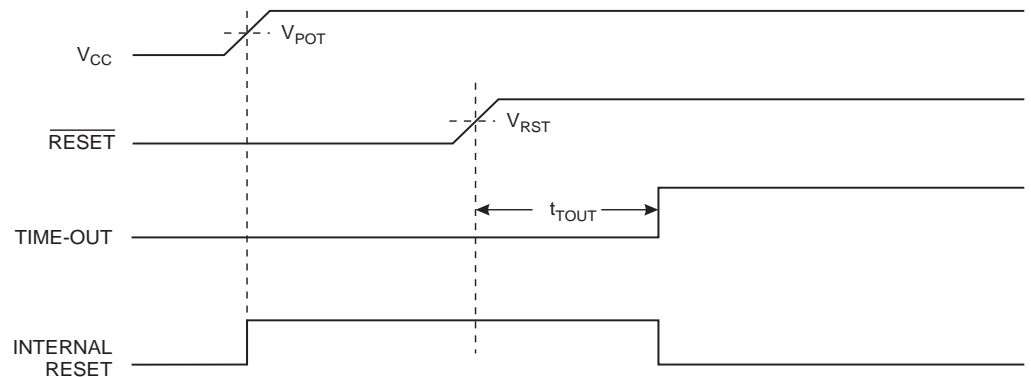 V_POT
V_CC
V_RST
RESET
t_TOUT
TIME-OUT
INTERNAL
RESET